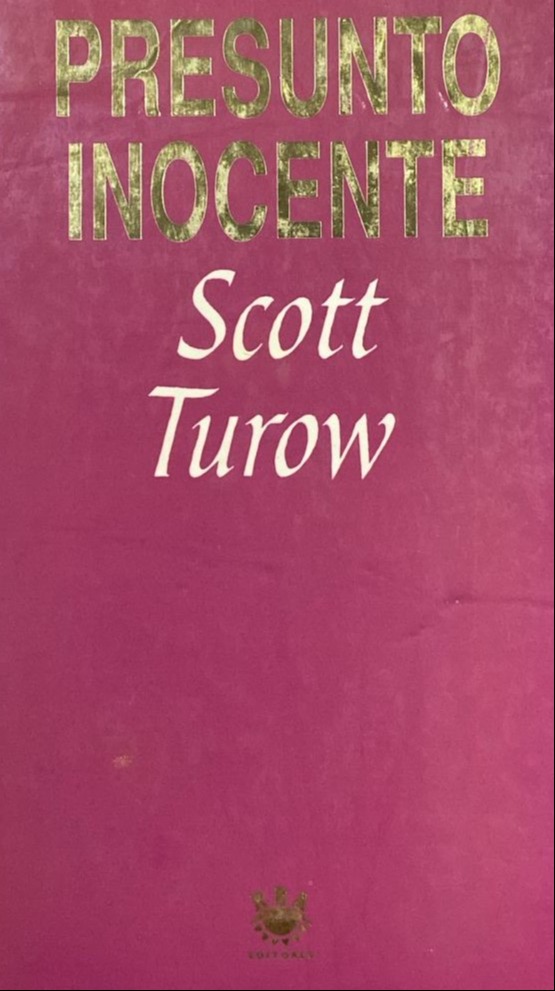 PRESUNTO
INOCENTE
Scott
Turow